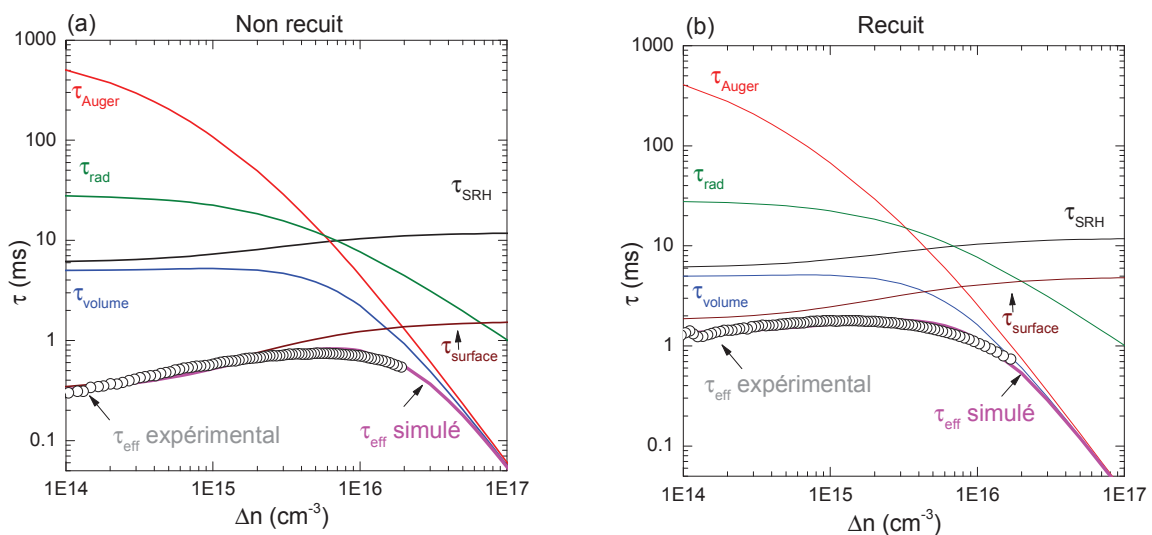 (a) Non recuit
1000
100
10
1
0.1
τ (ms)
τAuger
τrad
τSRH
τvolume
τsurface
τeff expérimental
τeff simulé
1E14 1E15 1E16 1E17
Δn (cm-3)
(b) Recuit
1000
100
10
1
0.1
τ (ms)
τAuger
τrad
τSRH
τvolume
τsurface
τeff expérimental
τeff simulé
1E14 1E15 1E16 1E17
Δn (cm-3)